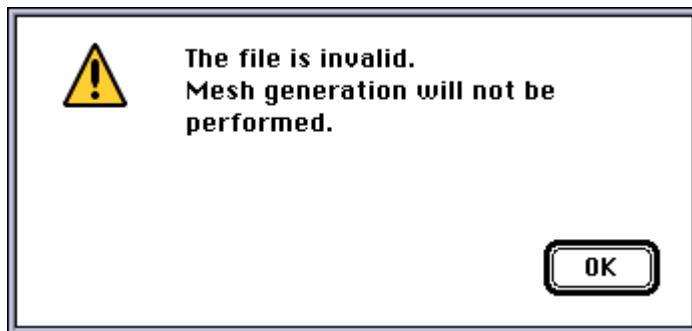 The file is invalid.
Mesh generation will not be
performed.
OK